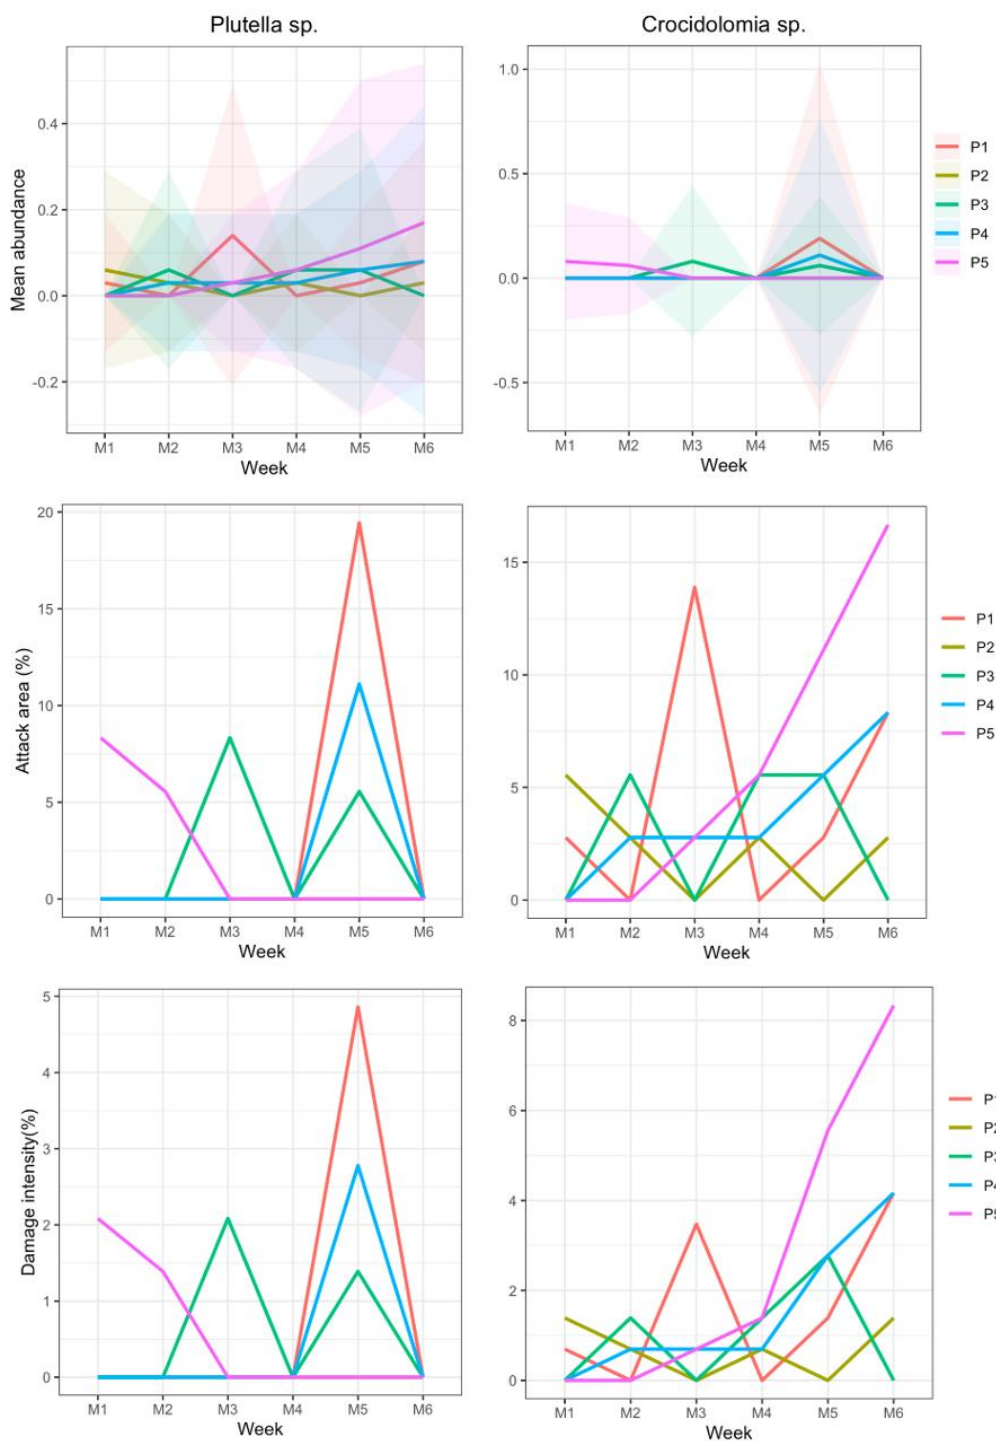 Plutella sp.
Crocidolomia sp.
Mean abundance
0.4
0.2
0.0
-0.2
M1 M2 M3 M4 M5 M6
Week
1.0
0.5
0.0
-0.5
M1 M2 M3 M4 M5 M6
Week
P1
P2
P3
P4
P5
Attack area (%)
20
15
10
5
0
M1 M2 M3 M4 M5 M6
Week
15
10
5
0
M1 M2 M3 M4 M5 M6
Week
P1
P2
P3
P4
P5
Damage intensity(%)
5
4
3
2
1
0
M1 M2 M3 M4 M5 M6
Week
8
6
4
2
0
M1 M2 M3 M4 M5 M6
Week
P1
P2
P3
P4
P5